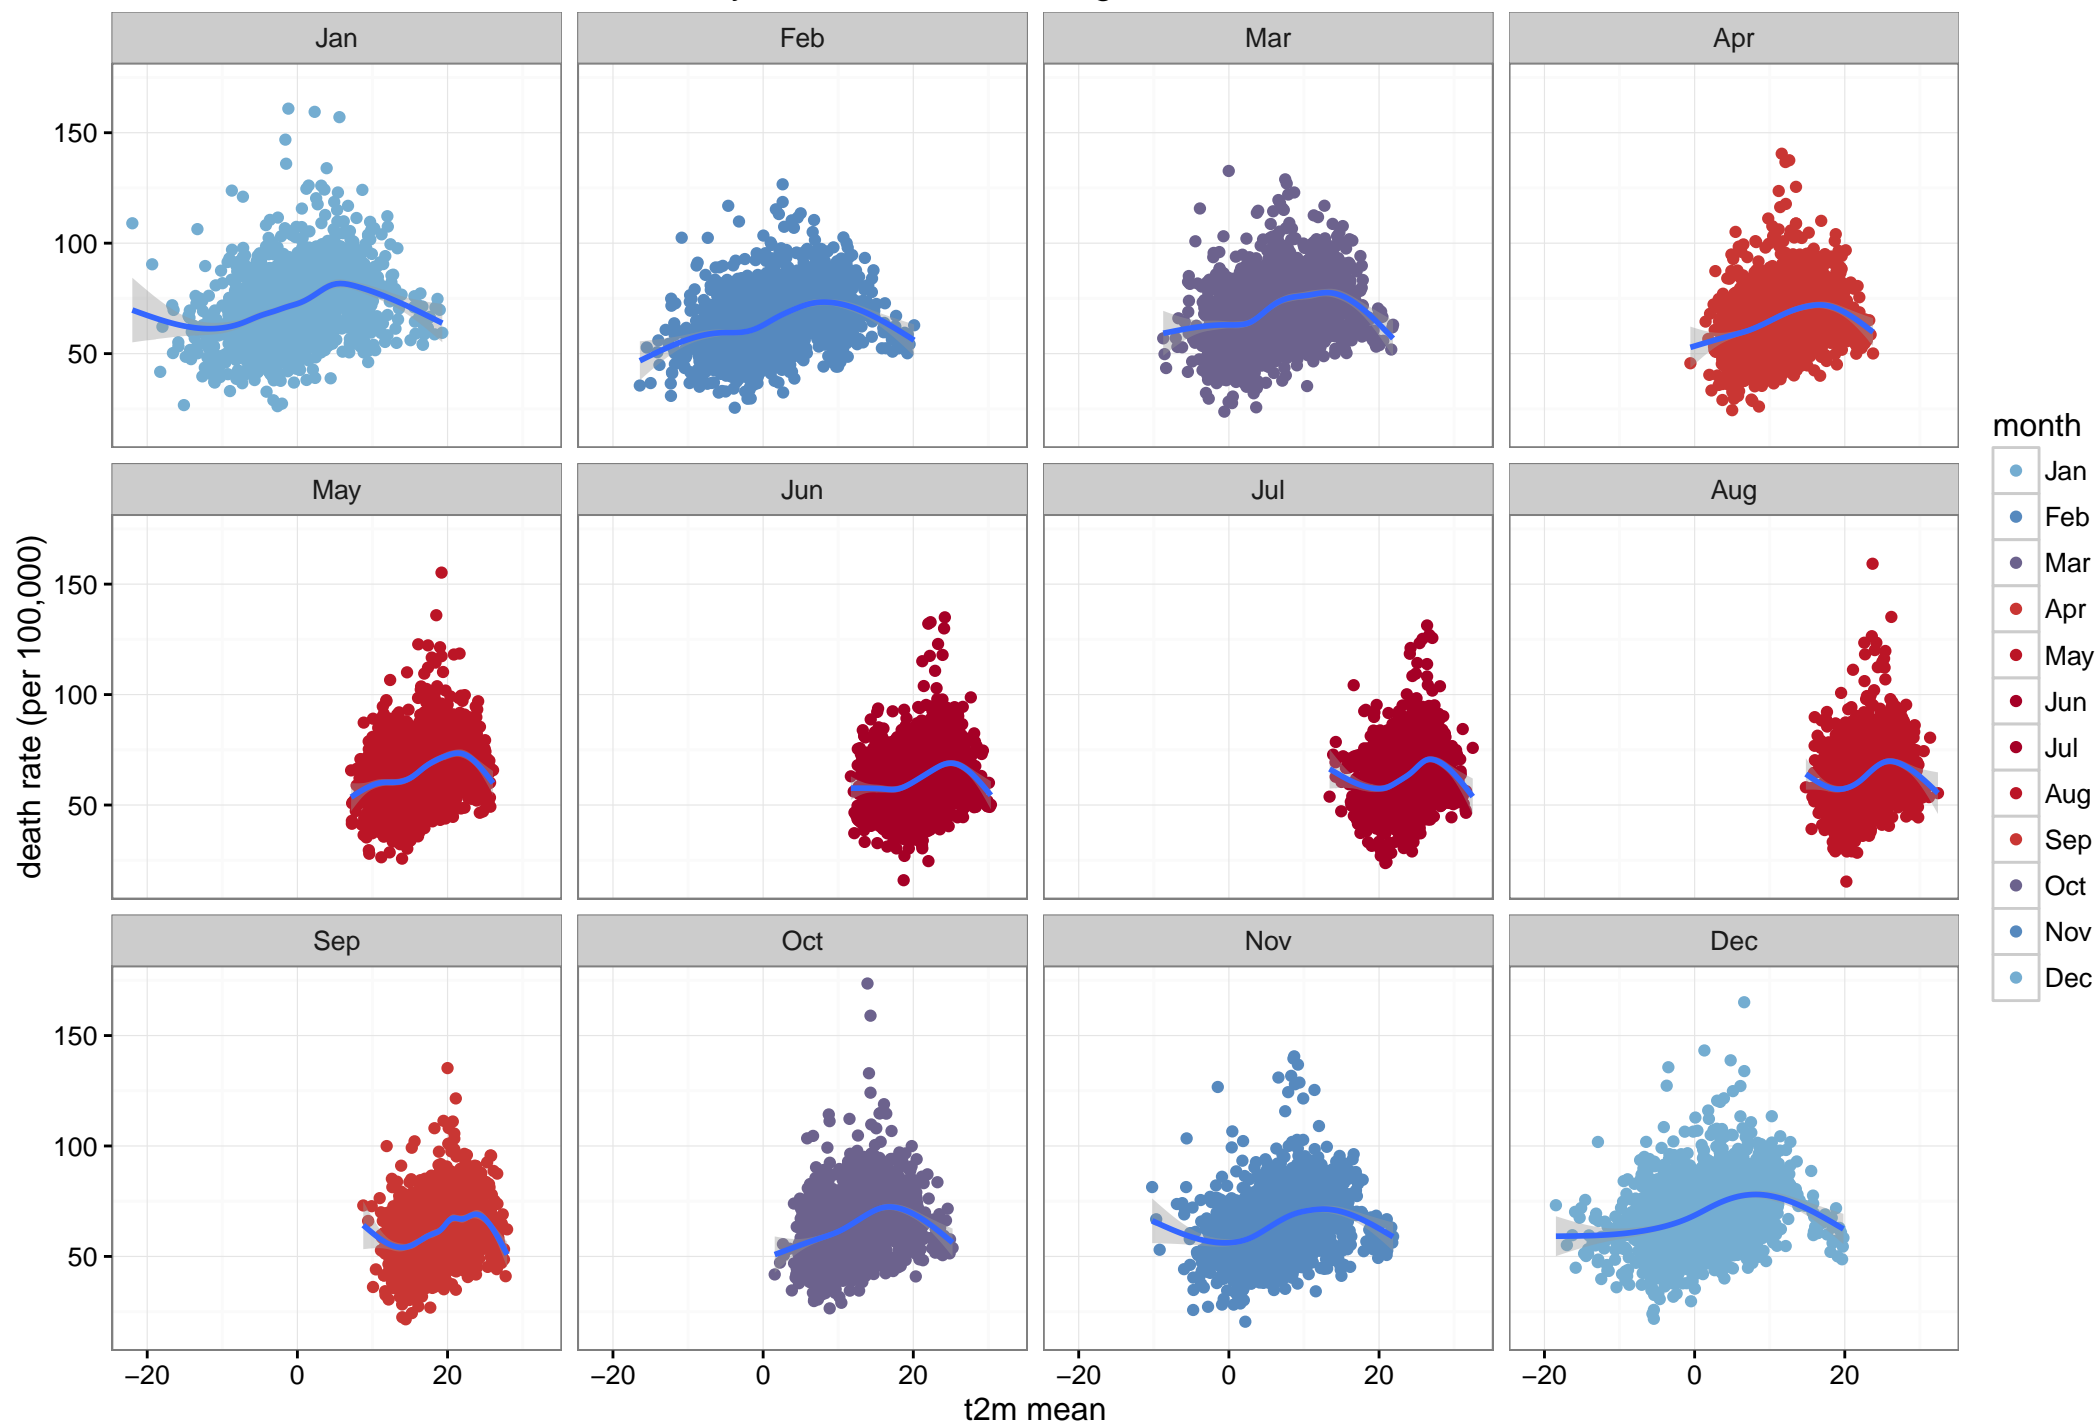 Jan Feb Mar Apr
150
100
50
May Jun Jul Aug
150
100
50
Sep Oct Nov Dec
150
100
50
−20 0 20 −20 0 20 −20 0 20 −20 0 20
t2m mean
death rate (per 100,000)
month
Jan
Feb
Mar
Apr
May
Jun
Jul
Aug
Sep
Oct
Nov
Dec